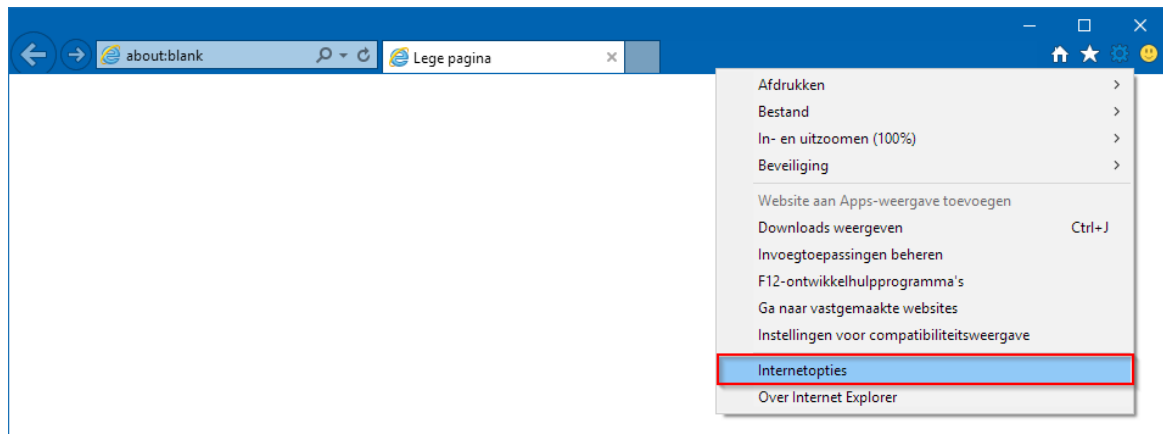 about:blank
Lege pagina
Afdrukken
Bestand
In- en uitzoomen (100%)
Beveiliging
Website aan Apps-weergave toevoegen
Downloads weergeven Ctrl+J
Invoegtoepassingen beheren
F12-ontwikkelhulpprogramma's
Ga naar vastgemaakte websites
Instellingen voor compatibiliteitsweergave
Internetopties
Over Internet Explorer